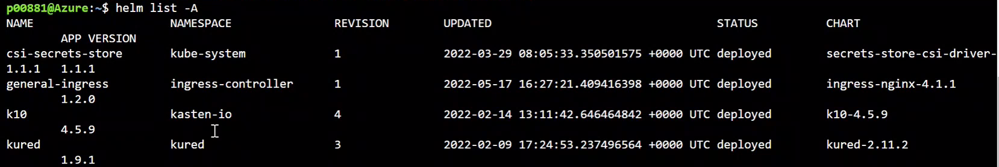 p00881@Azure:~$ helm list -A
NAME NAMESPACE REVISION UPDATED STATUS CHART
APP VERSION
csi-secrets-store kube-system 1 2022-03-29 08:05:33.350501575 +0000 UTC deployed secrets-store-csi-driver-
1.1.1 1.1.1
general-ingress ingress-controller 1 2022-05-17 16:27:21.409416398 +0000 UTC deployed ingress-nginx-4.1.1
1.2.0
k10 kasten-io 4 2022-02-14 13:11:42.646464842 +0000 UTC deployed k10-4.5.9
4.5.9
kured kured 3 2022-02-09 17:24:53.237496564 +0000 UTC deployed kured-2.11.2
1.9.1